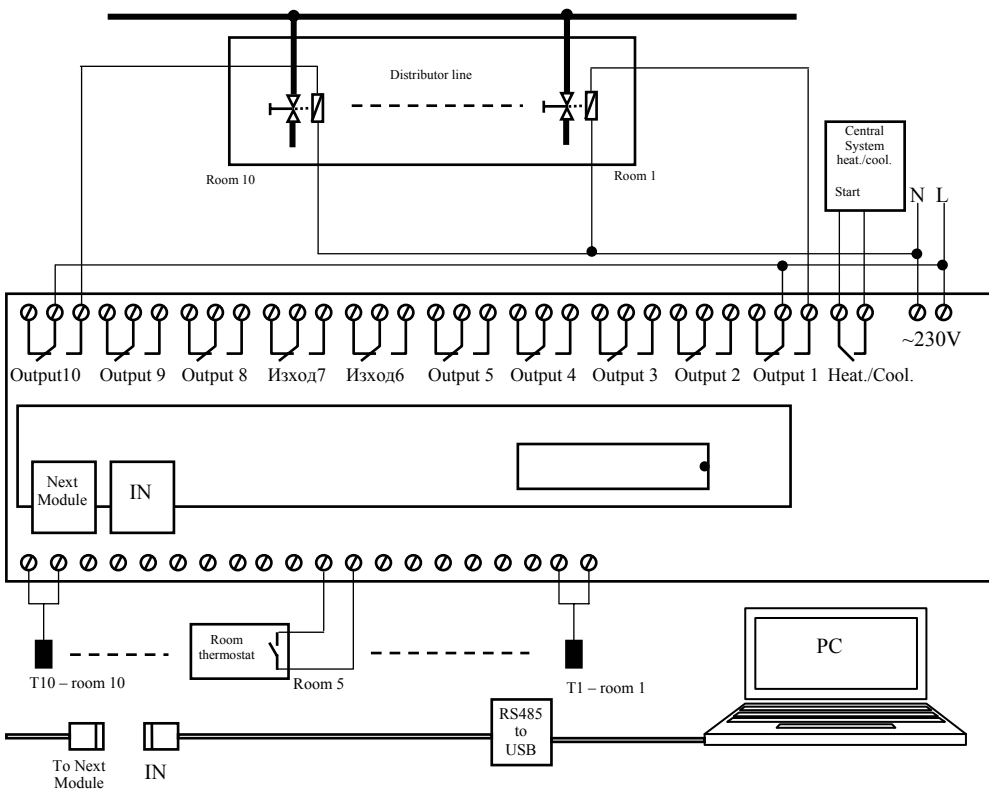 Distributor line
Room 10
Room 1
Central
System
heat./cool.
Start
N L
~230V
Output10 Output 9 Output 8 Изход7 Изход6 Output 5 Output 4 Output 3 Output 2 Output 1 Heat./Cool.
Next
Module
IN
Room
thermostat
T10 – room 10
Room 5
T1 – room 1
PC
RS485
to
USB
To Next
Module
IN